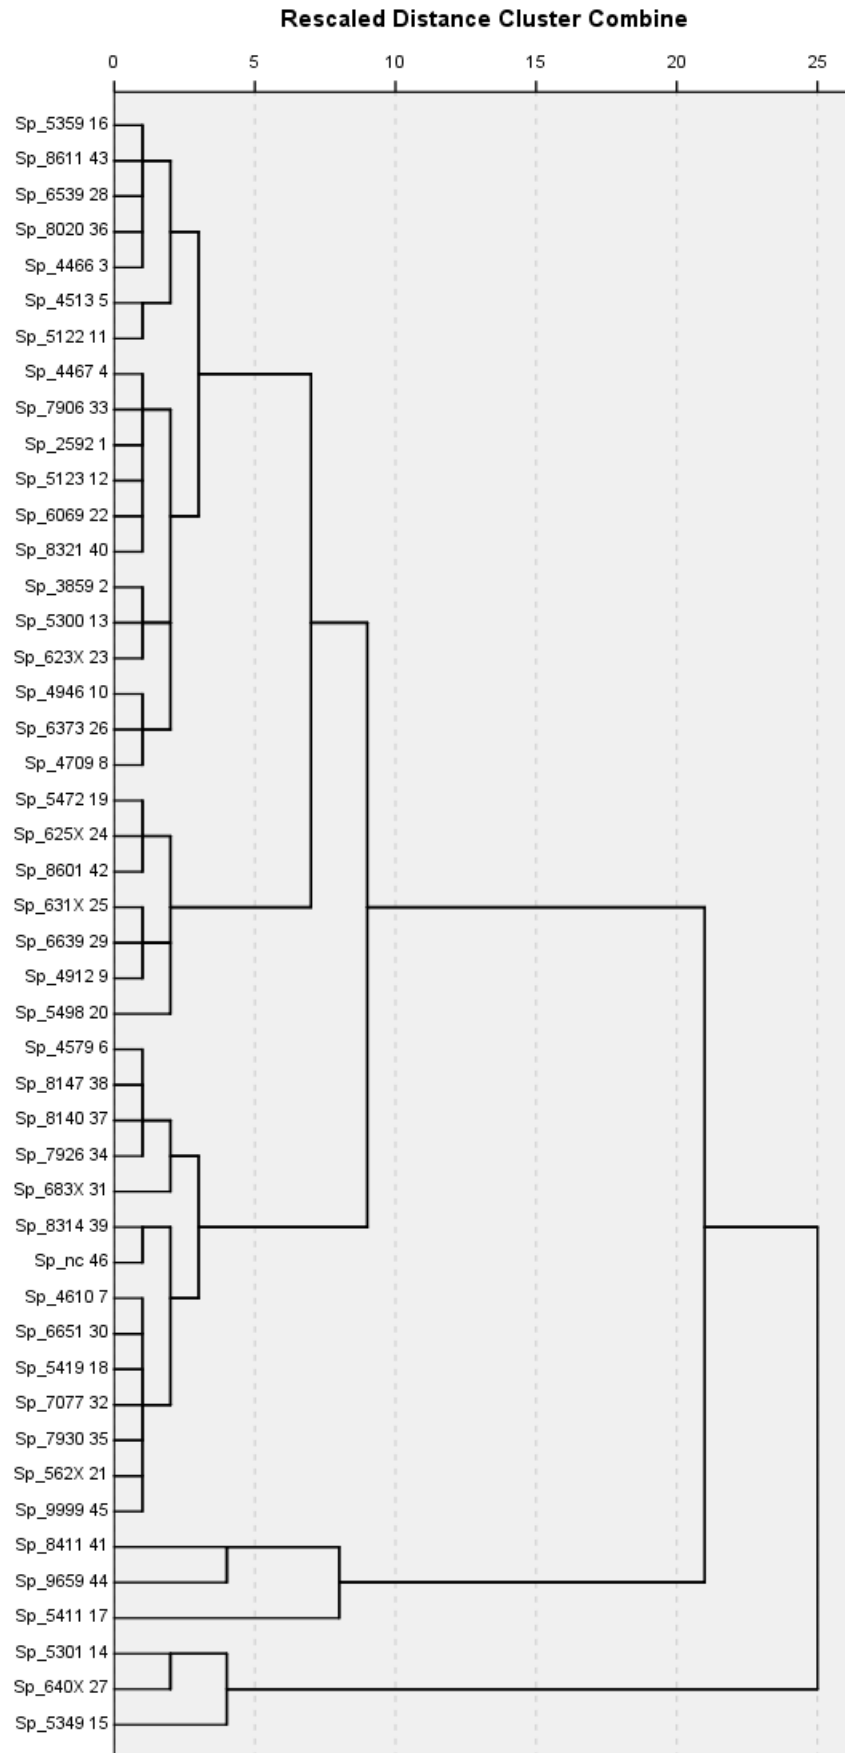 Rescaled Distance Cluster Combine
0 5 10 15 20 25
Sp_5359 16
Sp_8611 43
Sp_6539 28
Sp_8020 36
Sp_4466 3
Sp_4513 5
Sp_5122 11
Sp_4467 4
Sp_7906 33
Sp_2592 1
Sp_5123 12
Sp_6069 22
Sp_8321 40
Sp_3859 2
Sp_5300 13
Sp_623X 23
Sp_4946 10
Sp_6373 26
Sp_4709 8
Sp_5472 19
Sp_625X 24
Sp_8601 42
Sp_631X 25
Sp_6639 29
Sp_4912 9
Sp_5498 20
Sp_4579 6
Sp_8147 38
Sp_8140 37
Sp_7926 34
Sp_683X 31
Sp_8314 39
Sp_nc 46
Sp_4610 7
Sp_6651 30
Sp_5419 18
Sp_7077 32
Sp_7930 35
Sp_562X 21
Sp_9999 45
Sp_8411 41
Sp_9659 44
Sp_5411 17
Sp_5301 14
Sp_640X 27
Sp_5349 15